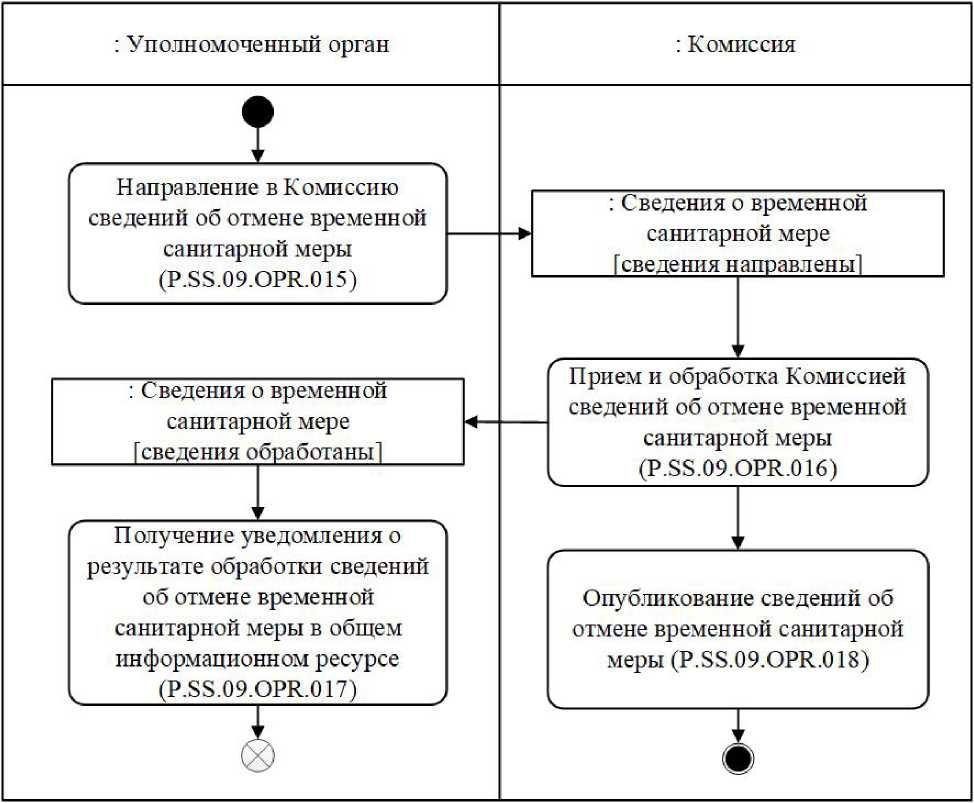 : Уполномоченный орган
: Комиссия
Направление в Комиссию
сведений об отмене временной
санитарной меры
(P.SS.09.OPR.015)
: Сведения о временной
санитарной мере
[сведения направлены]
Прием и обработка Комиссией
сведений об отмене временной
санитарной меры
(P.SS.09.OPR.016)
: Сведения о временной
санитарной мере
[сведения обработаны]
Получение уведомления о
результате обработки сведений
об отмене временной
санитарной меры в общем
информационном ресурсе
(P.SS.09.OPR.017)
Опубликование сведений об
отмене временной санитарной
меры (P.SS.09.OPR.018)